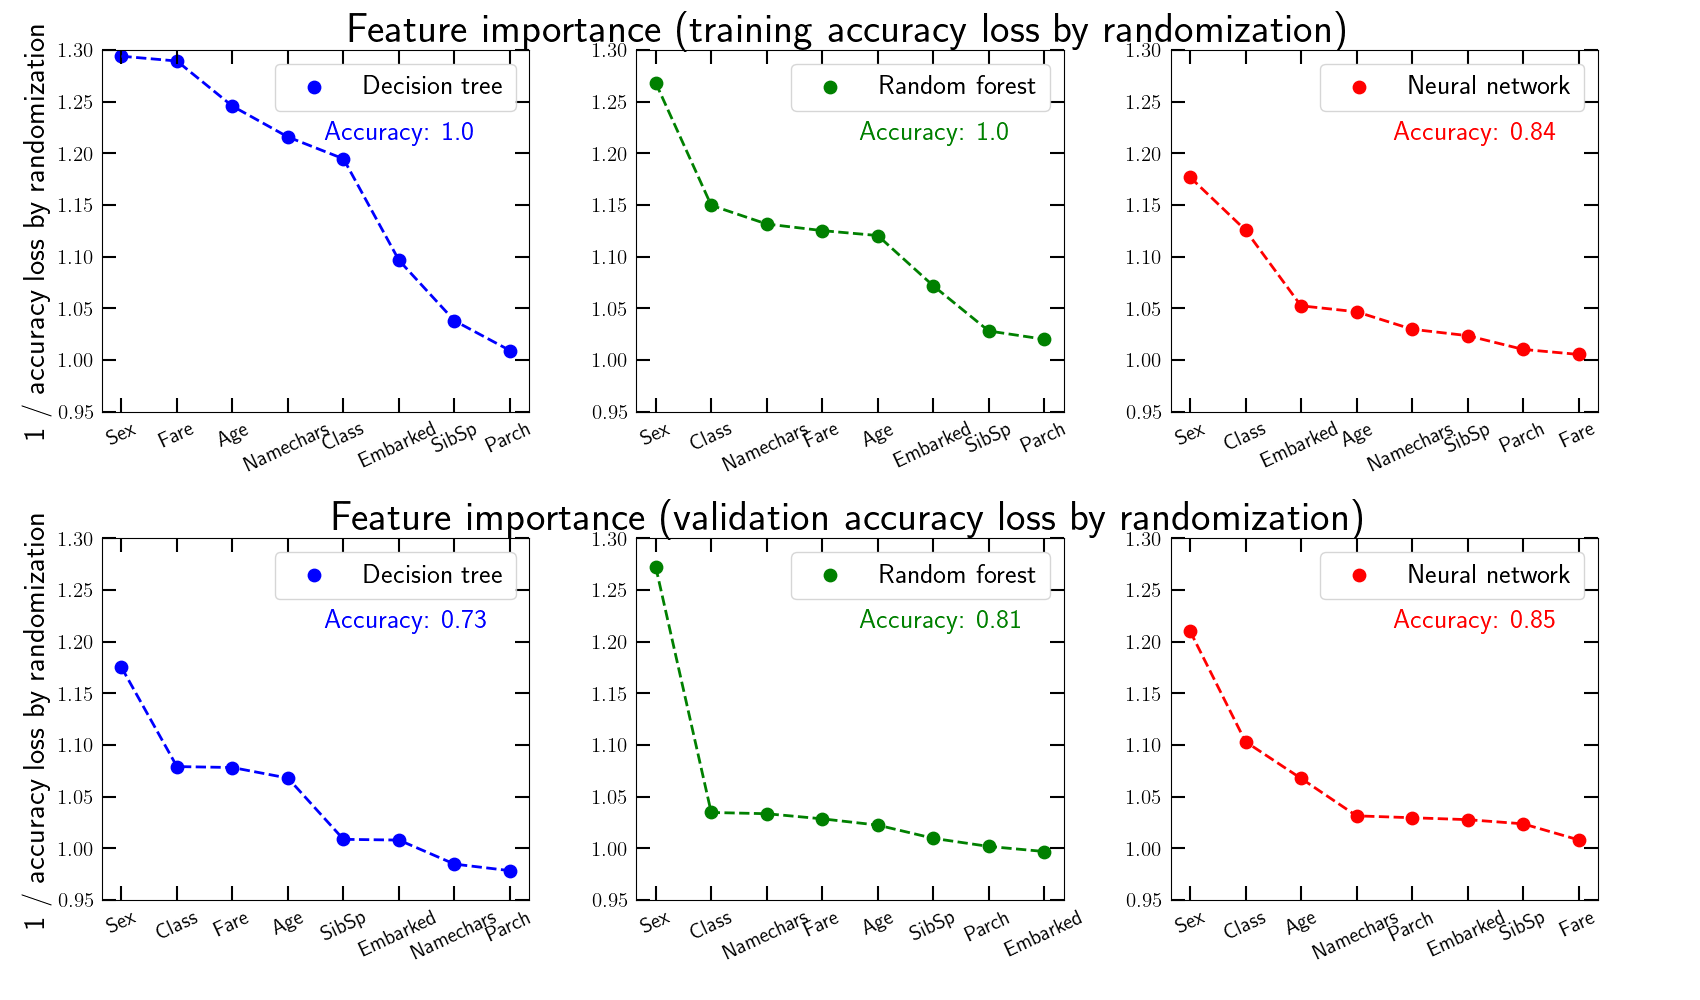 Feature importance (training accuracy loss by randomization)
1 / accuracy loss by randomization
1.30
1.25
1.20
1.15
1.10
1.05
1.00
0.95
Decision tree
Accuracy: 1.0
Sex Fare Age Namechars Class Embarked SibSp Parch
1.30
1.25
1.20
1.15
1.10
1.05
1.00
0.95
Random forest
Accuracy: 1.0
Sex Class Namechars Fare Age Embarked SibSp Parch
1.30
1.25
1.20
1.15
1.10
1.05
1.00
0.95
Neural network
Accuracy: 0.84
Sex Class Embarked Age Namechars SibSp Parch Fare
Feature importance (validation accuracy loss by randomization)
1 / accuracy loss by randomization
1.30
1.25
1.20
1.15
1.10
1.05
1.00
0.95
Decision tree
Accuracy: 0.73
Sex Class Fare Age SibSp Embarked Namechars Parch
1.30
1.25
1.20
1.15
1.10
1.05
1.00
0.95
Random forest
Accuracy: 0.81
Sex Class Namechars Fare Age SibSp Parch Embarked
1.30
1.25
1.20
1.15
1.10
1.05
1.00
0.95
Neural network
Accuracy: 0.85
Sex Class Age Namechars Parch Embarked SibSp Fare